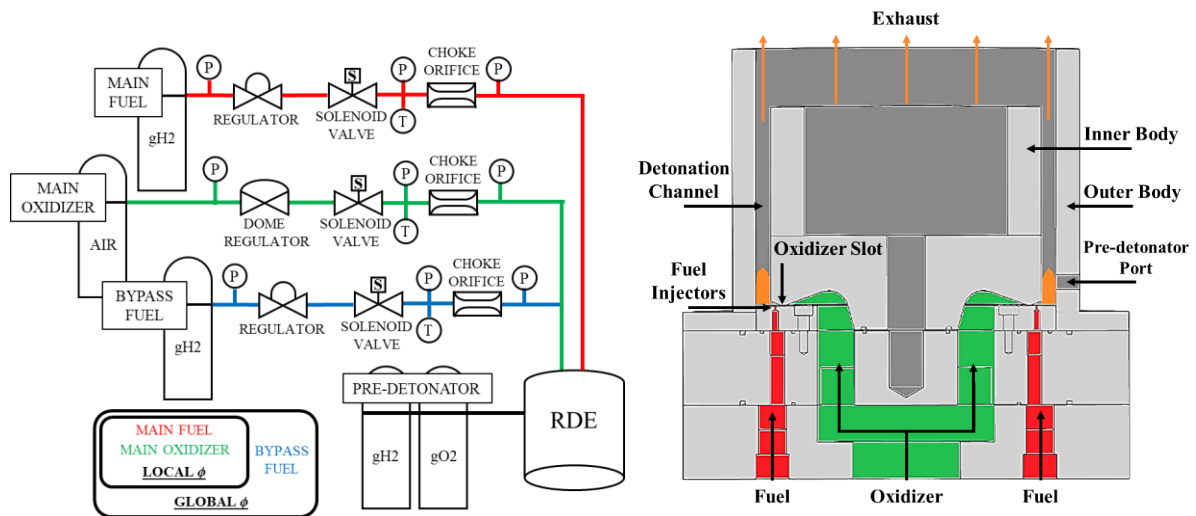 MAIN
FUEL
gH2
P
REGULATOR
S
SOLENOID
VALVE
P
T
CHOKE
ORIFICE
P
MAIN
OXIDIZER
AIR
P
DOME
REGULATOR
S
SOLENOID
VALVE
P
T
CHOKE
ORIFICE
P
BYPASS
FUEL
gH2
P
REGULATOR
S
SOLENOID
VALVE
P
T
CHOKE
ORIFICE
P
PRE-DETONATOR
gH2
gO2
RDE
MAIN FUEL
MAIN OXIDIZER
LOCAL ϕ
BYPASS
FUEL
GLOBAL ϕ
Exhaust
Inner Body
Detonation
Channel
Outer Body
Oxidizer Slot
Pre-detonator
Port
Fuel
Injectors
Fuel
Oxidizer
Fuel